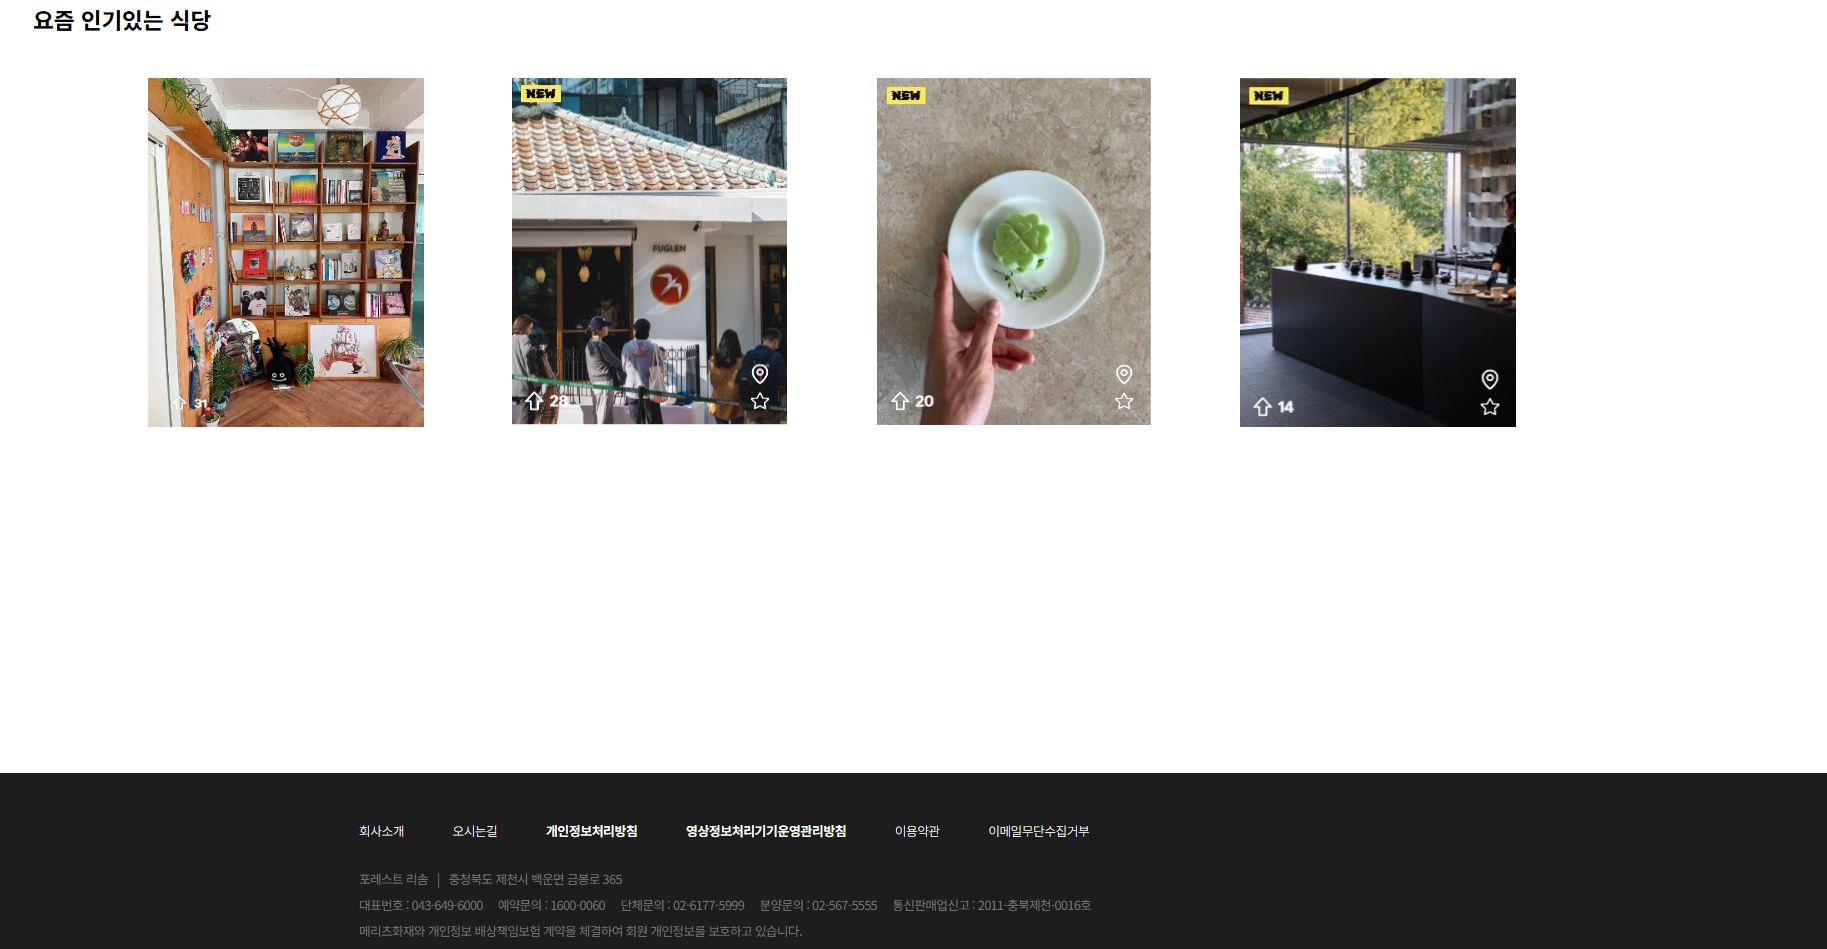 요즘 인기있는 식당
NEW
NEW
NEW
FUGLEN
31
28
20
14
회사소개 오시는길 개인정보처리방침 영상정보처리기기운영관리방침 이용약관 이메일무단수집거부
포레스트 리솜 | 충청북도 제천시 백운면 금봉로 365
대표번호 : 043-649-6000 예약문의 : 1600-0060 단체문의 : 02-6177-5999 분양문의 : 02-567-5555 통신판매업신고 : 2011-충북제천-0016호
메리츠화재와 개인정보 배상책임보험 계약을 체결하여 회원 개인정보를 보호하고 있습니다.